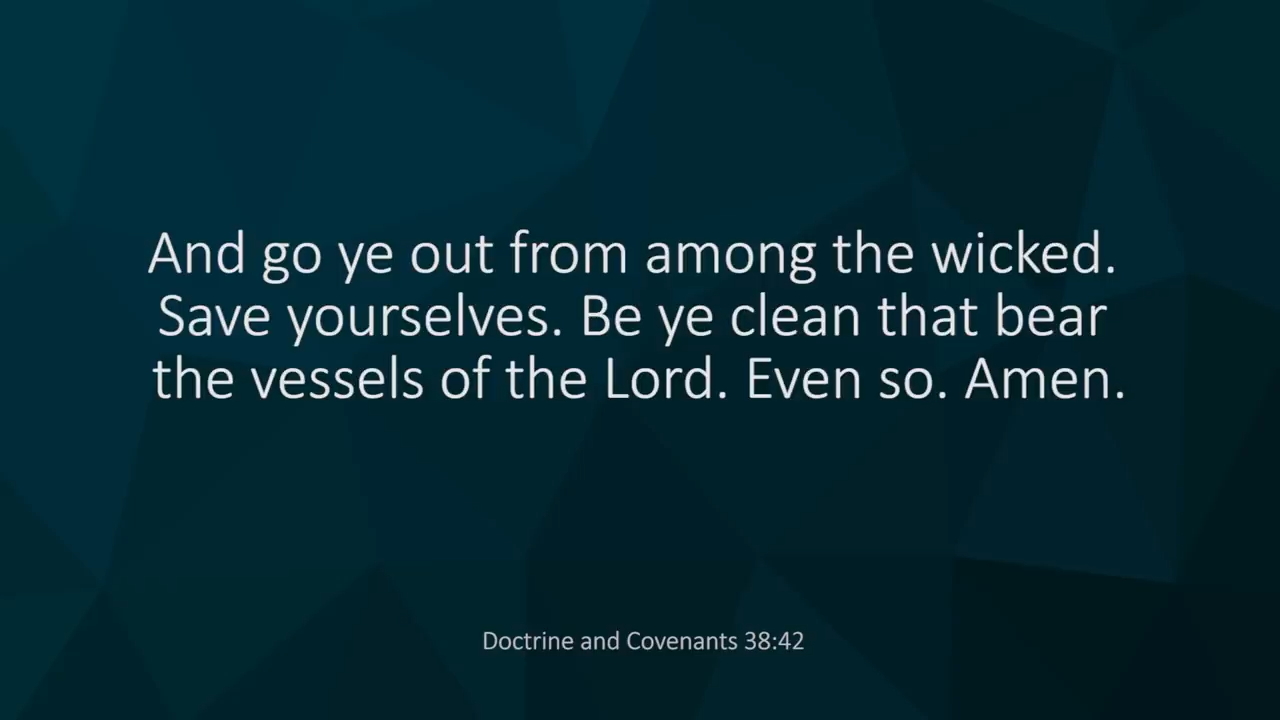 And go ye out from among the wicked.
Save yourselves. Be ye clean that bear
the vessels of the Lord. Even so. Amen.
Doctrine and Covenants 38:42